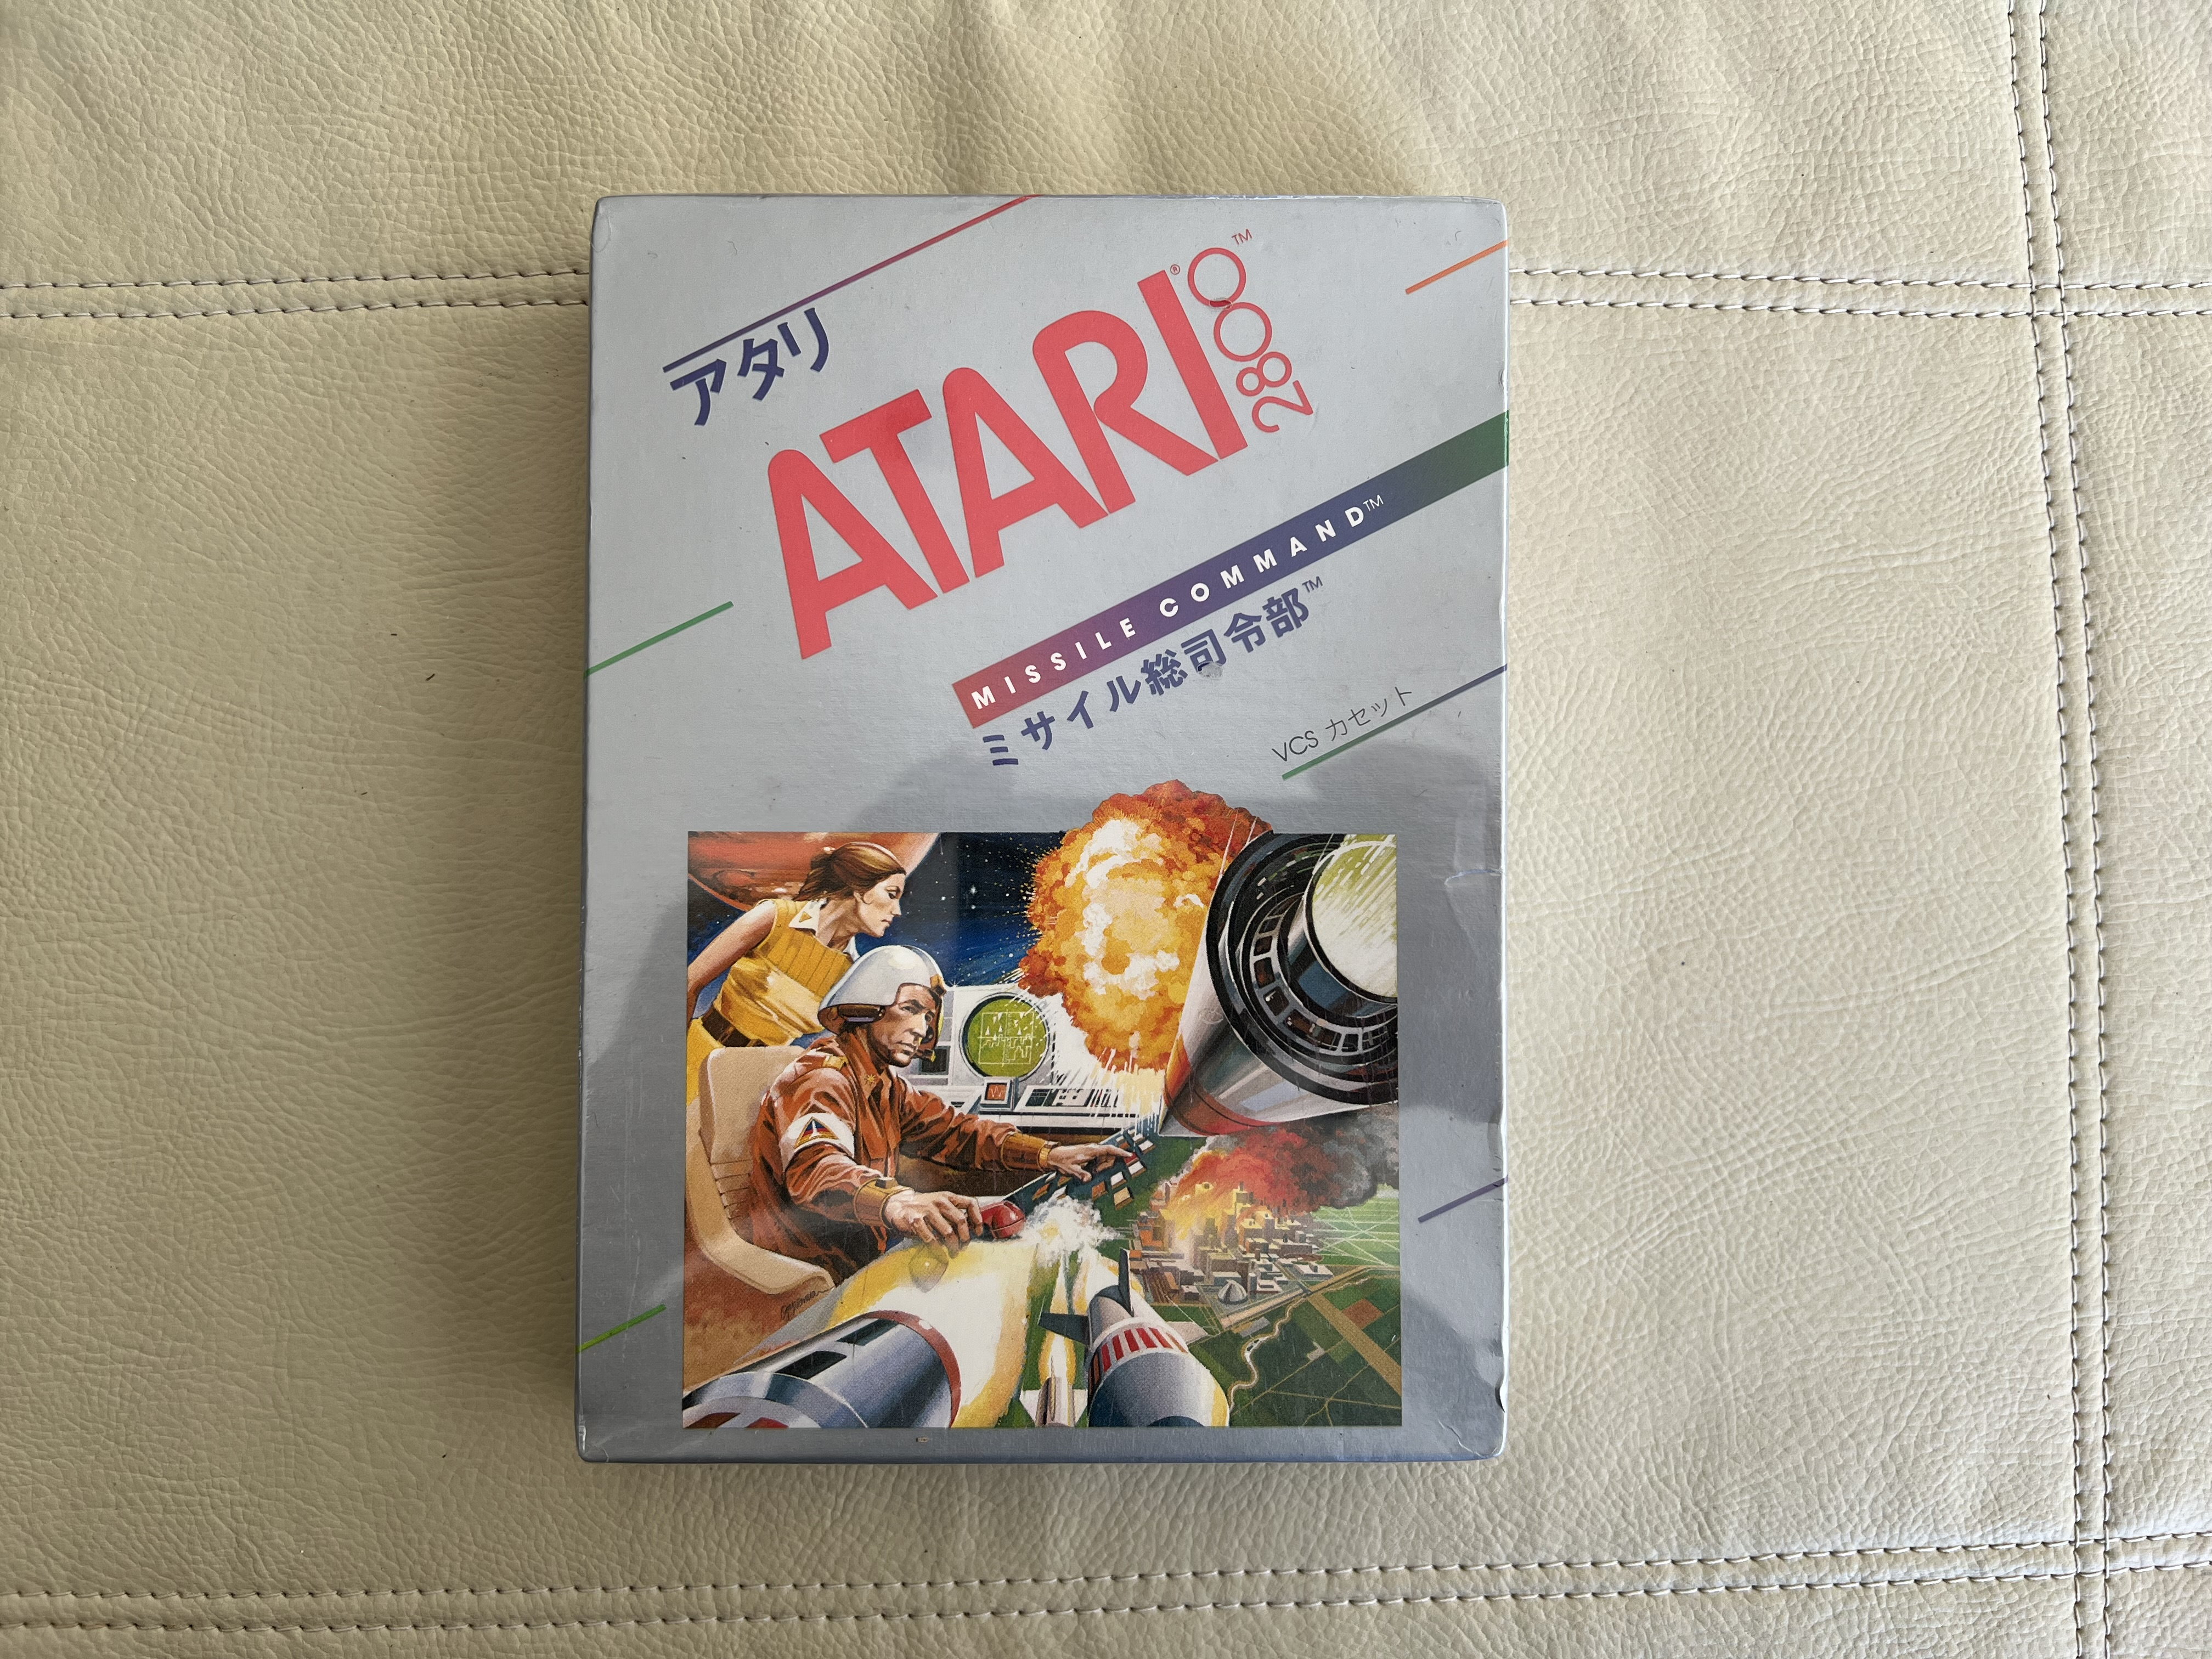 アタリ
ATARI® 2800™
MISSILE COMMAND™
ミサイル総司令部™
VCS カセット